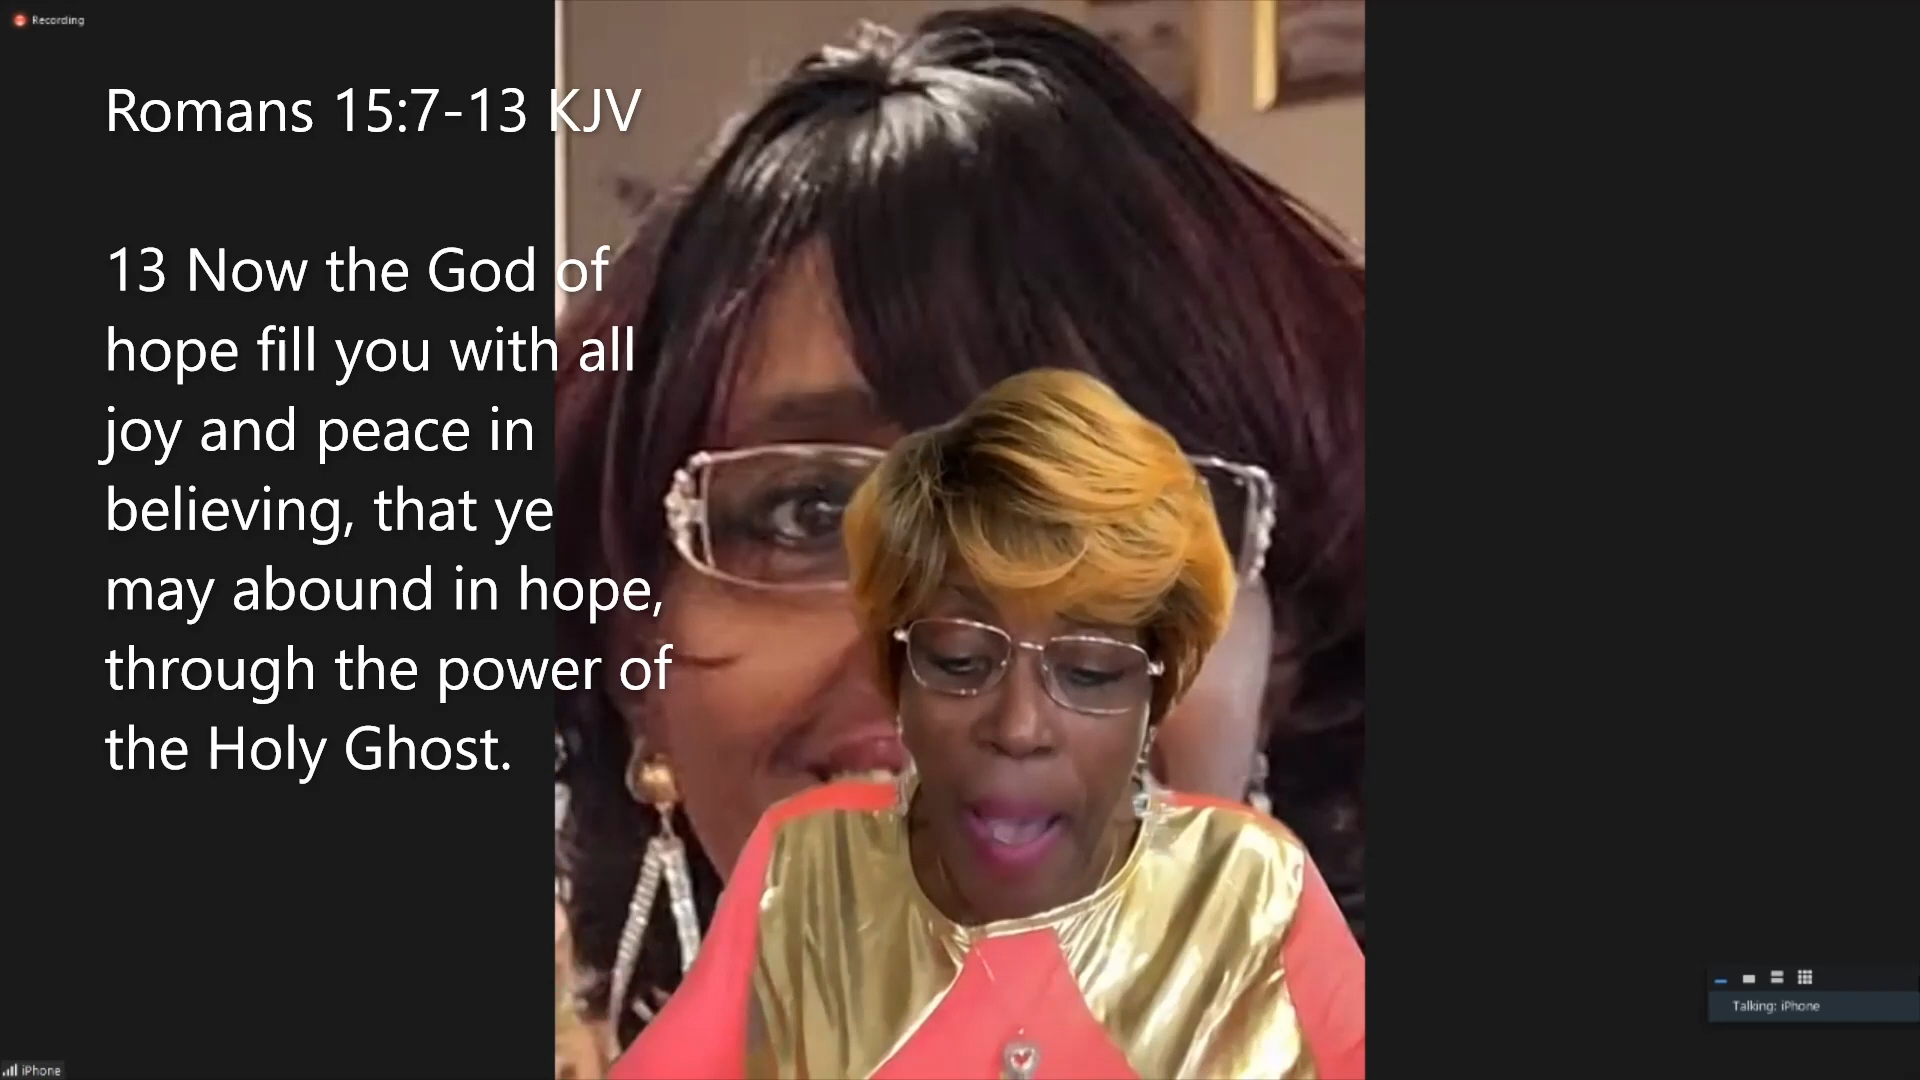 Recording
Romans 15:7-13 KJV
13 Now the God of
hope fill you with all
joy and peace in
believing, that ye
may abound in hope,
through the power of
the Holy Ghost.
Talking: iPhone
iPhone